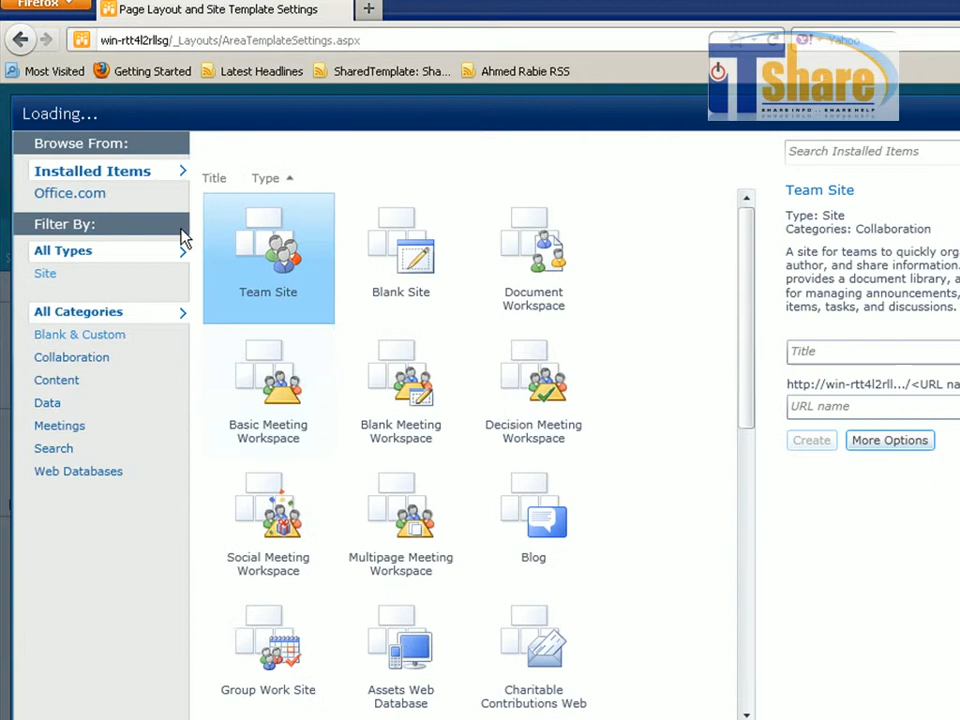 Firefox
Page Layout and Site Template Settings
win-rtt4l2rllsg/_Layouts/AreaTemplateSettings.aspx
Yahoo
Most Visited
Getting Started
Latest Headlines
SharedTemplate: Sha...
Ahmed Rabie RSS
ITShare
SHARE INFO .. SHARE HELP
Loading...
Browse From:
Installed Items
Office.com
Filter By:
All Types
Site
All Categories
Blank & Custom
Collaboration
Content
Data
Meetings
Search
Web Databases
Title Type
Team Site
Blank Site
Document
Workspace
Basic Meeting
Workspace
Blank Meeting
Workspace
Decision Meeting
Workspace
Social Meeting
Workspace
Multipage Meeting
Workspace
Blog
Group Work Site
Assets Web
Database
Charitable
Contributions Web
Search Installed Items
Team Site
Type: Site
Categories: Collaboration
A site for teams to quickly org
author, and share information.
provides a document library, a
for managing announcements,
items, tasks, and discussions.
Title
http://win-rtt4l2rll.../<URL na
URL name
Create
More Options